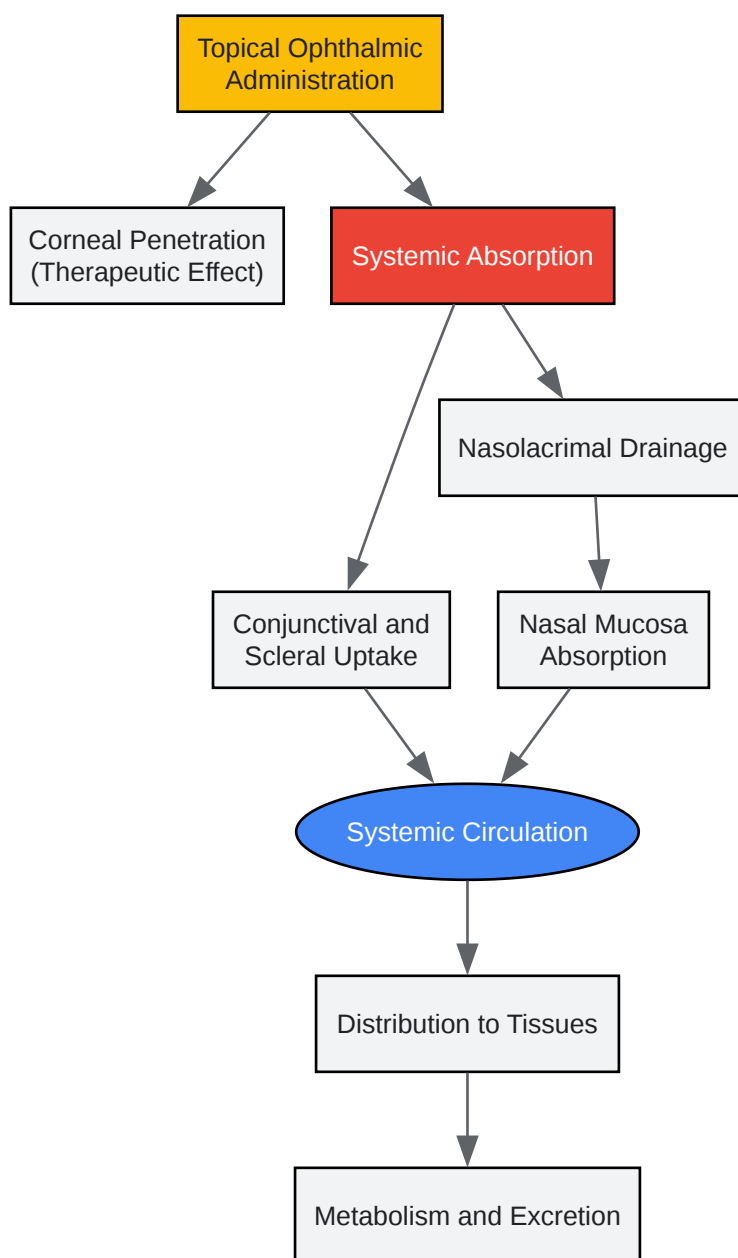 Topical Ophthalmic
Administration
Corneal Penetration
(Therapeutic Effect)
Systemic Absorption
Nasolacrimal Drainage
Conjunctival and
Scleral Uptake
Nasal Mucosa
Absorption
Systemic Circulation
Distribution to Tissues
Metabolism and Excretion